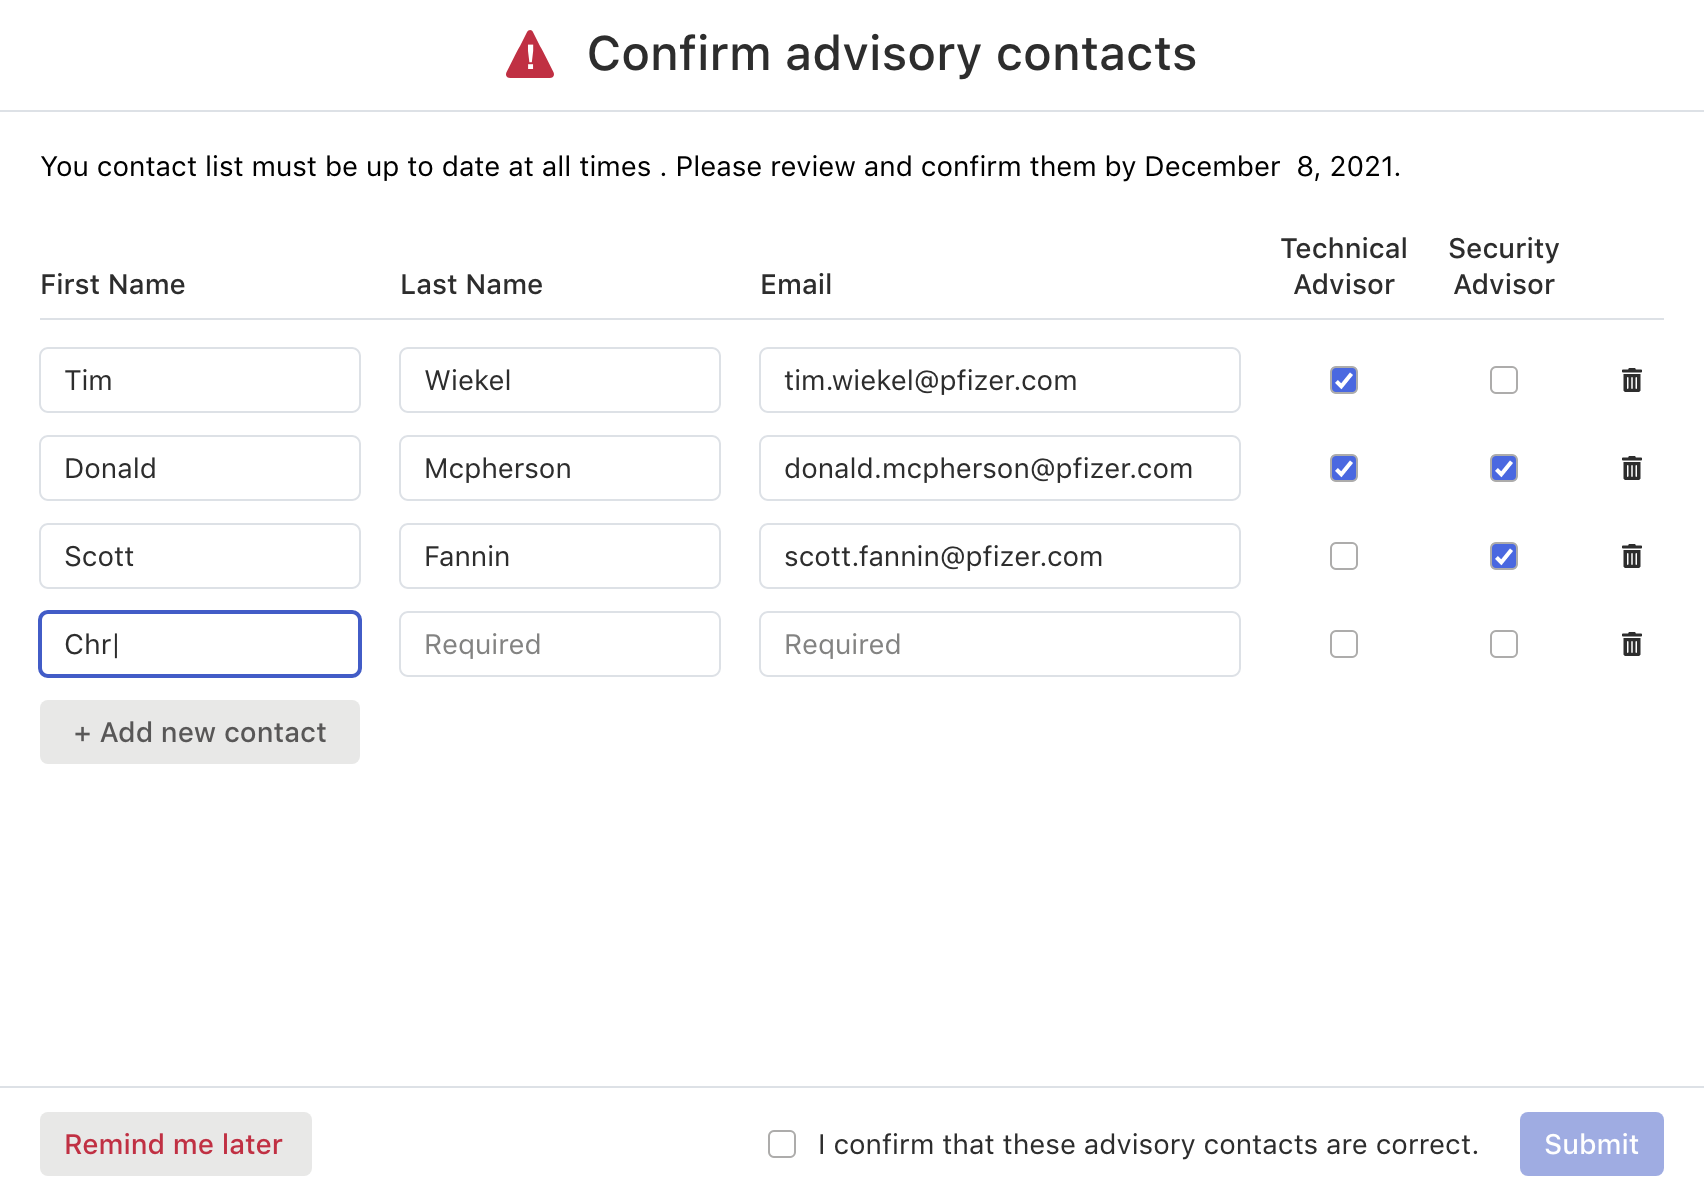 Confirm advisory contacts
You contact list must be up to date at all times . Please review and confirm them by December  8, 2021.
First Name Last Name Email Technical Advisor Security Advisor
Tim Wiekel tim.wiekel@pfizer.com
Donald Mcpherson donald.mcpherson@pfizer.com
Scott Fannin scott.fannin@pfizer.com
Chr Required Required
+ Add new contact
Remind me later I confirm that these advisory contacts are correct. Submit